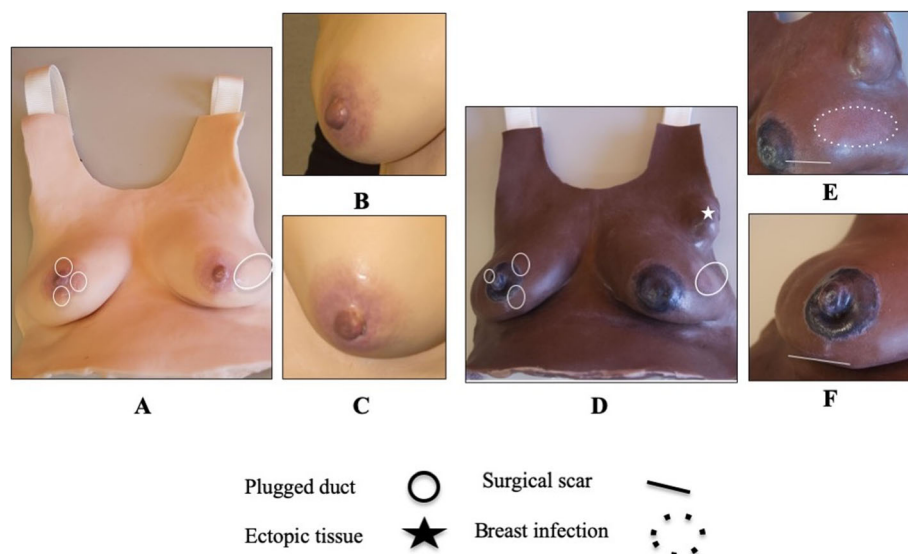 B
E
A
C
D
F
Plugged duct
Surgical scar
Ectopic tissue
Breast infection